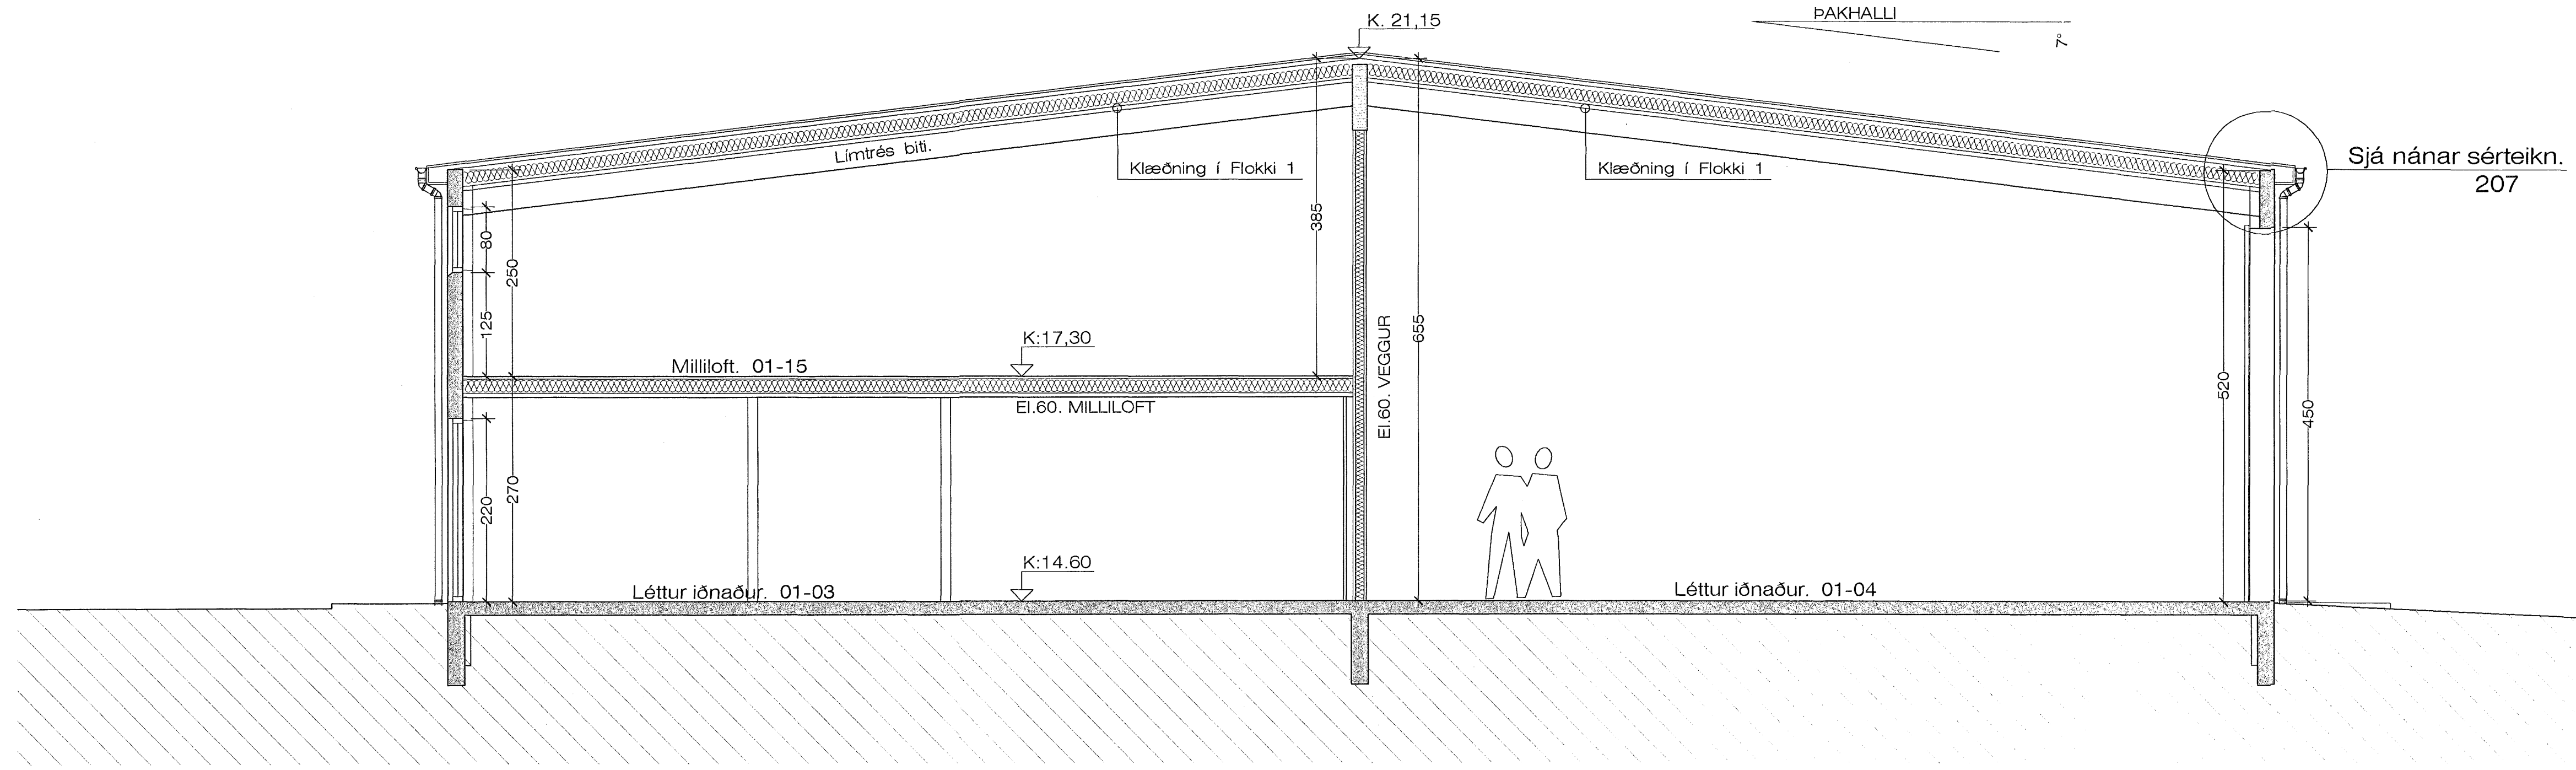 K. 21,15
ÞAKHALLI
7°
Límtrés biti.
Klæðning í Flokki 1
Klæðning í Flokki 1
Sjá nánar sérteikn.
207
80
250
125
385
655
EI.60. VEGGUR
520
450
K:17,30
Milliloft. 01-15
EI.60. MILLILOFT
220
270
K:14.60
Léttur iðnaður. 01-03
Léttur iðnaður. 01-04